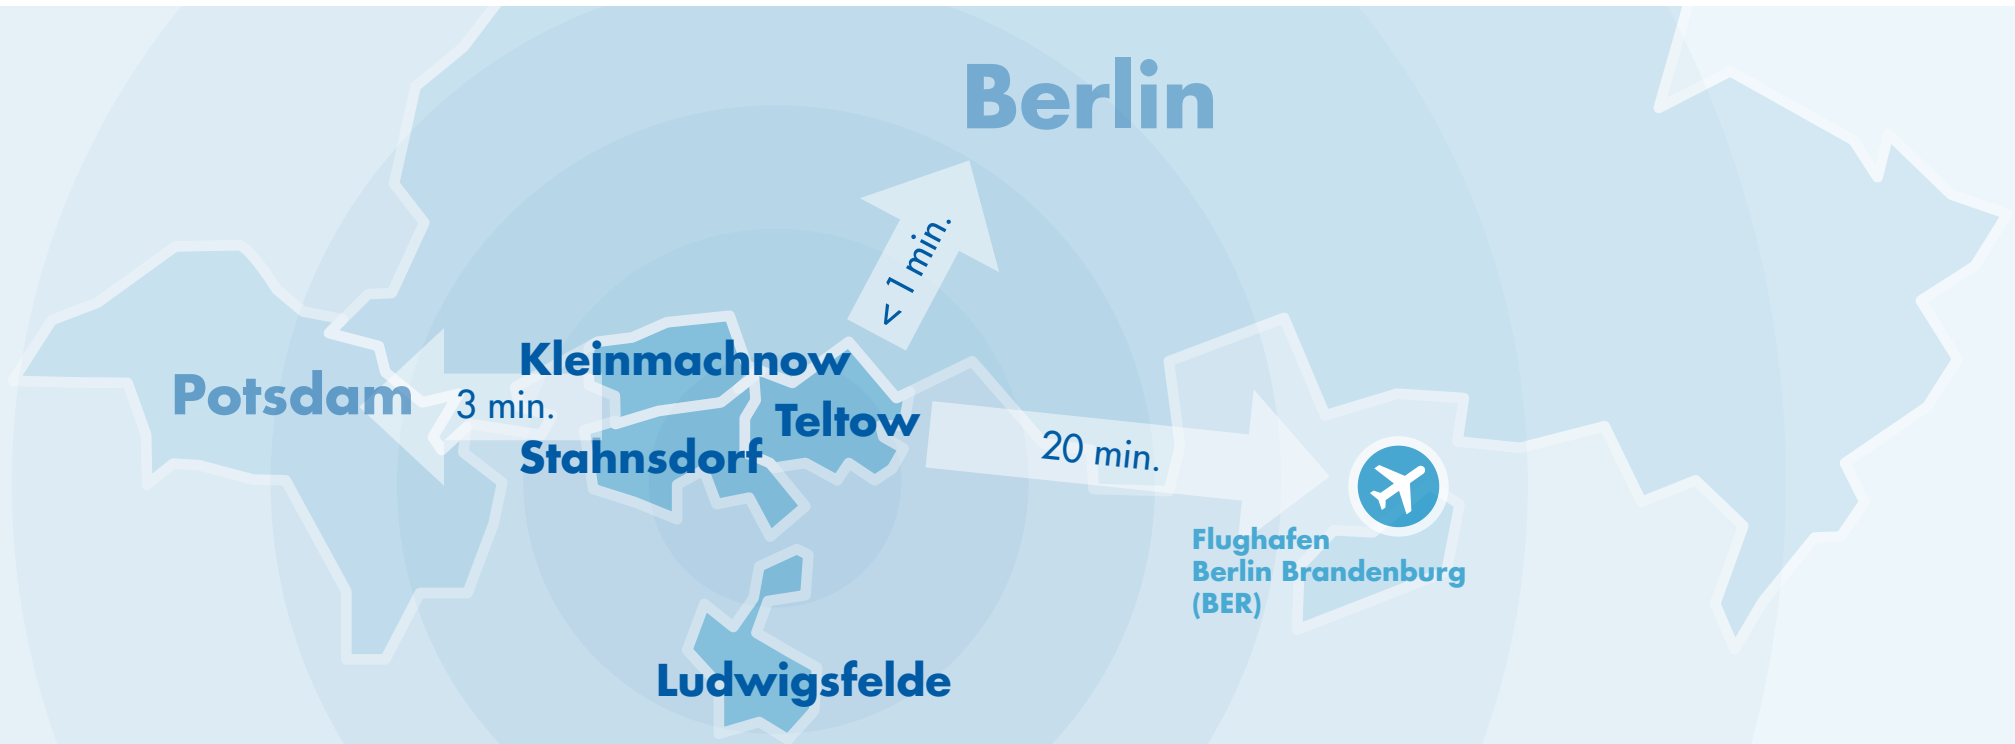 Berlin
< 1 min.
Kleinmachnow
Potsdam
3 min.
Teltow
Stahnsdorf
20 min.
Flughafen
Berlin Brandenburg
(BER)
Ludwigsfelde